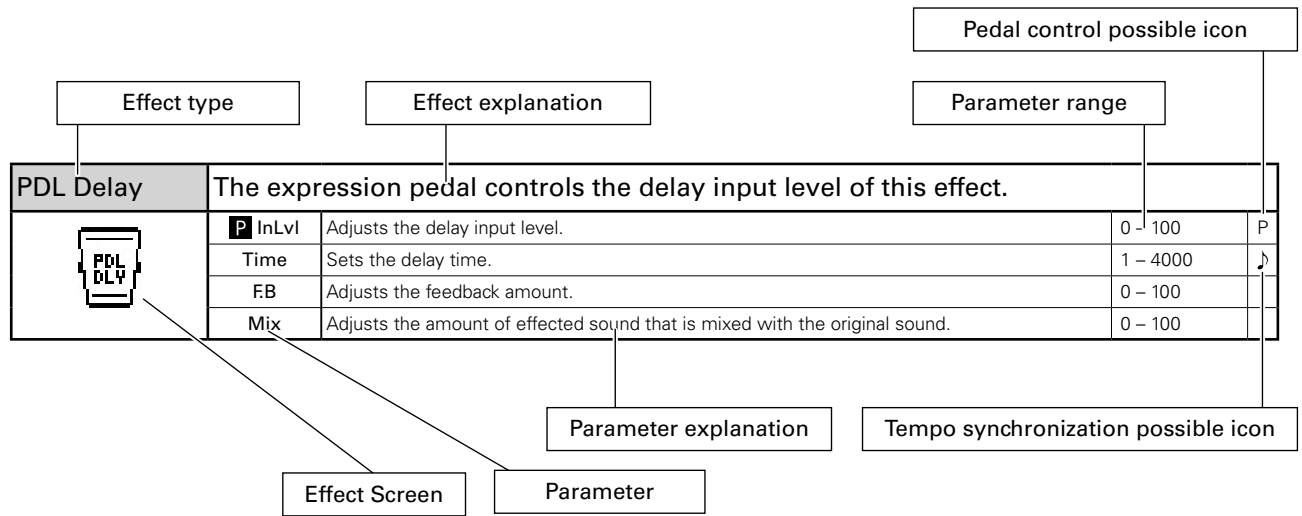 Pedal control possible icon
Effect type
Effect explanation
Parameter range
PDL Delay
The expression pedal controls the delay input level of this effect.
P InLvl Adjusts the delay input level. 0 – 100 P
PDL
DLY
Time Sets the delay time. 1 – 4000 ♪
F.B Adjusts the feedback amount. 0 – 100
Mix Adjusts the amount of effected sound that is mixed with the original sound. 0 – 100
Parameter explanation
Tempo synchronization possible icon
Effect Screen
Parameter